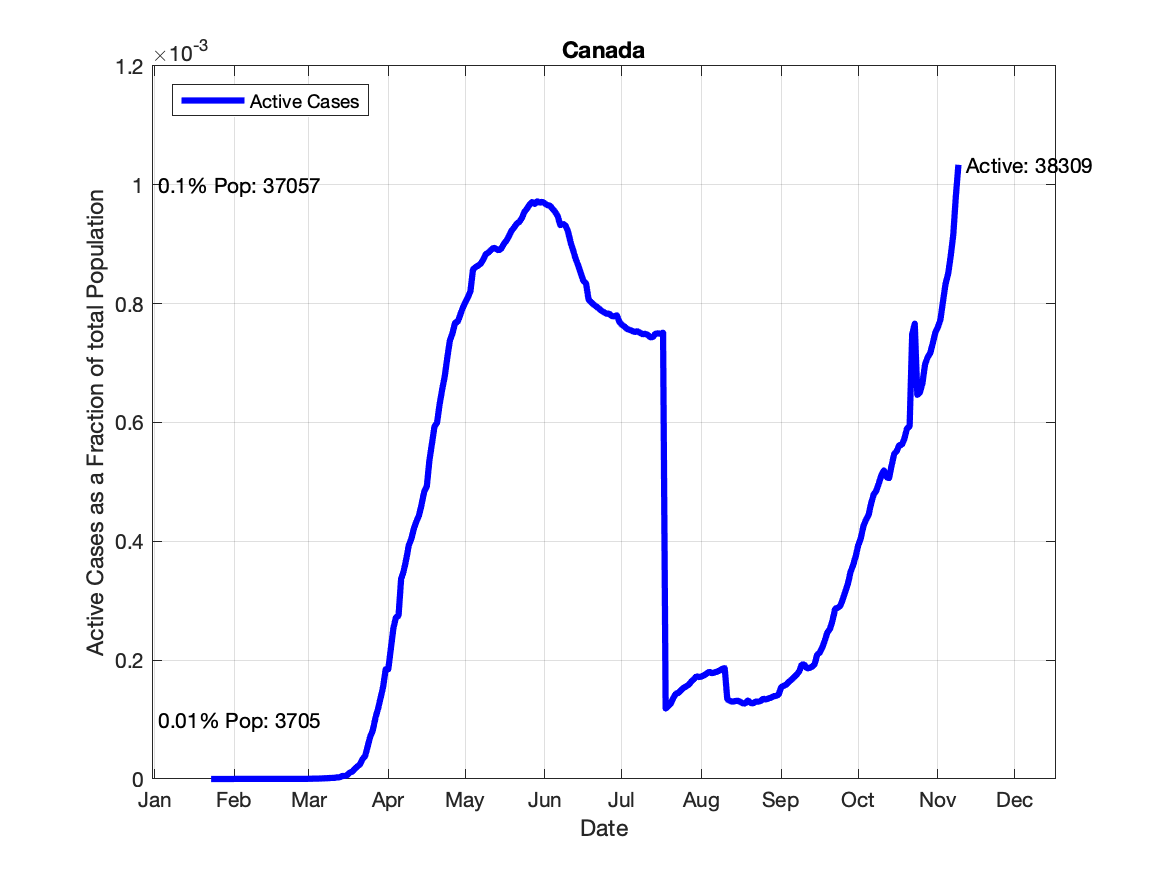 Canada
×10-3
1.2
1
0.8
0.6
0.4
0.2
0
Active Cases as a Fraction of total Population
Active Cases
0.1% Pop: 37057
0.01% Pop: 3705
Active: 38309
Jan Feb Mar Apr May Jun Jul Aug Sep Oct Nov Dec
Date